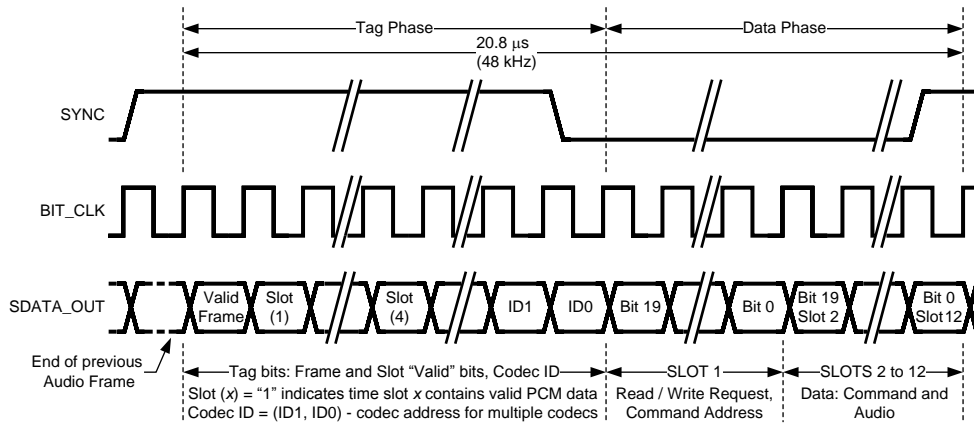 Tag Phase
Data Phase
20.8 µs
(48 kHz)
SYNC
BIT_CLK
SDATA_OUT
Valid
Frame
Slot
(1)
Slot
(4)
ID1
ID0
Bit 19
Bit 0
Bit 19
Slot 2
Bit 0
Slot12
End of previous
Audio Frame
Tag bits: Frame and Slot “Valid” bits, Codec ID
Slot (x) = “1” indicates time slot x contains valid PCM data
Codec ID = (ID1, ID0) - codec address for multiple codecs
SLOT 1
Read / Write Request,
Command Address
SLOTS 2 to 12
Data: Command and
Audio